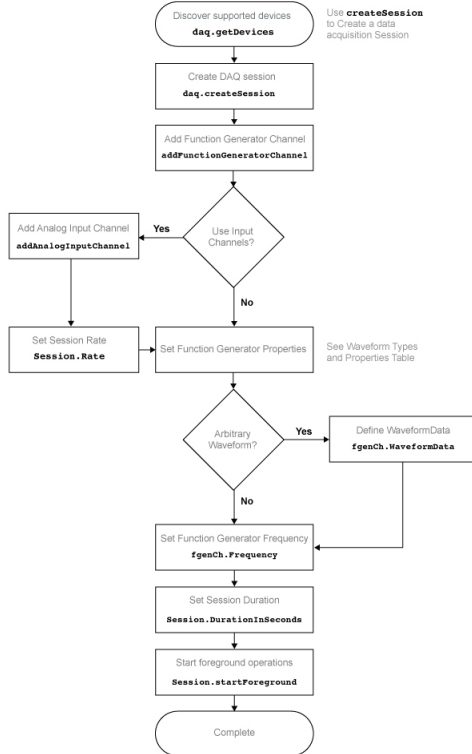 Discover supported devices
daq.getDevices
Use createSession
to Create a data
acquisition Session
Create DAQ session
daq.createSession
Add Function Generator Channel
addFunctionGeneratorChannel
Use Input
Channels?
Yes
Add Analog Input Channel
addAnalogInputChannel
No
Set Session Rate
Session.Rate
Set Function Generator Properties
See Waveform Types
and Properties Table
Arbitrary
Waveform?
Yes
Define WaveformData
fgenCh.WaveformData
No
Set Function Generator Frequency
fgenCh.Frequency
Set Session Duration
Session.DurationInSeconds
Start foreground operations
Session.startForeground
Complete